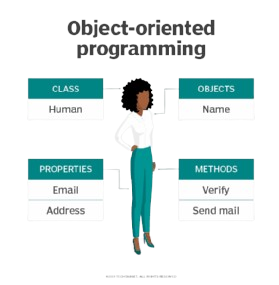 Object-oriented
programming
CLASS
Human
OBJECTS
Name
PROPERTIES
Email
Address
METHODS
Verify
Send mail